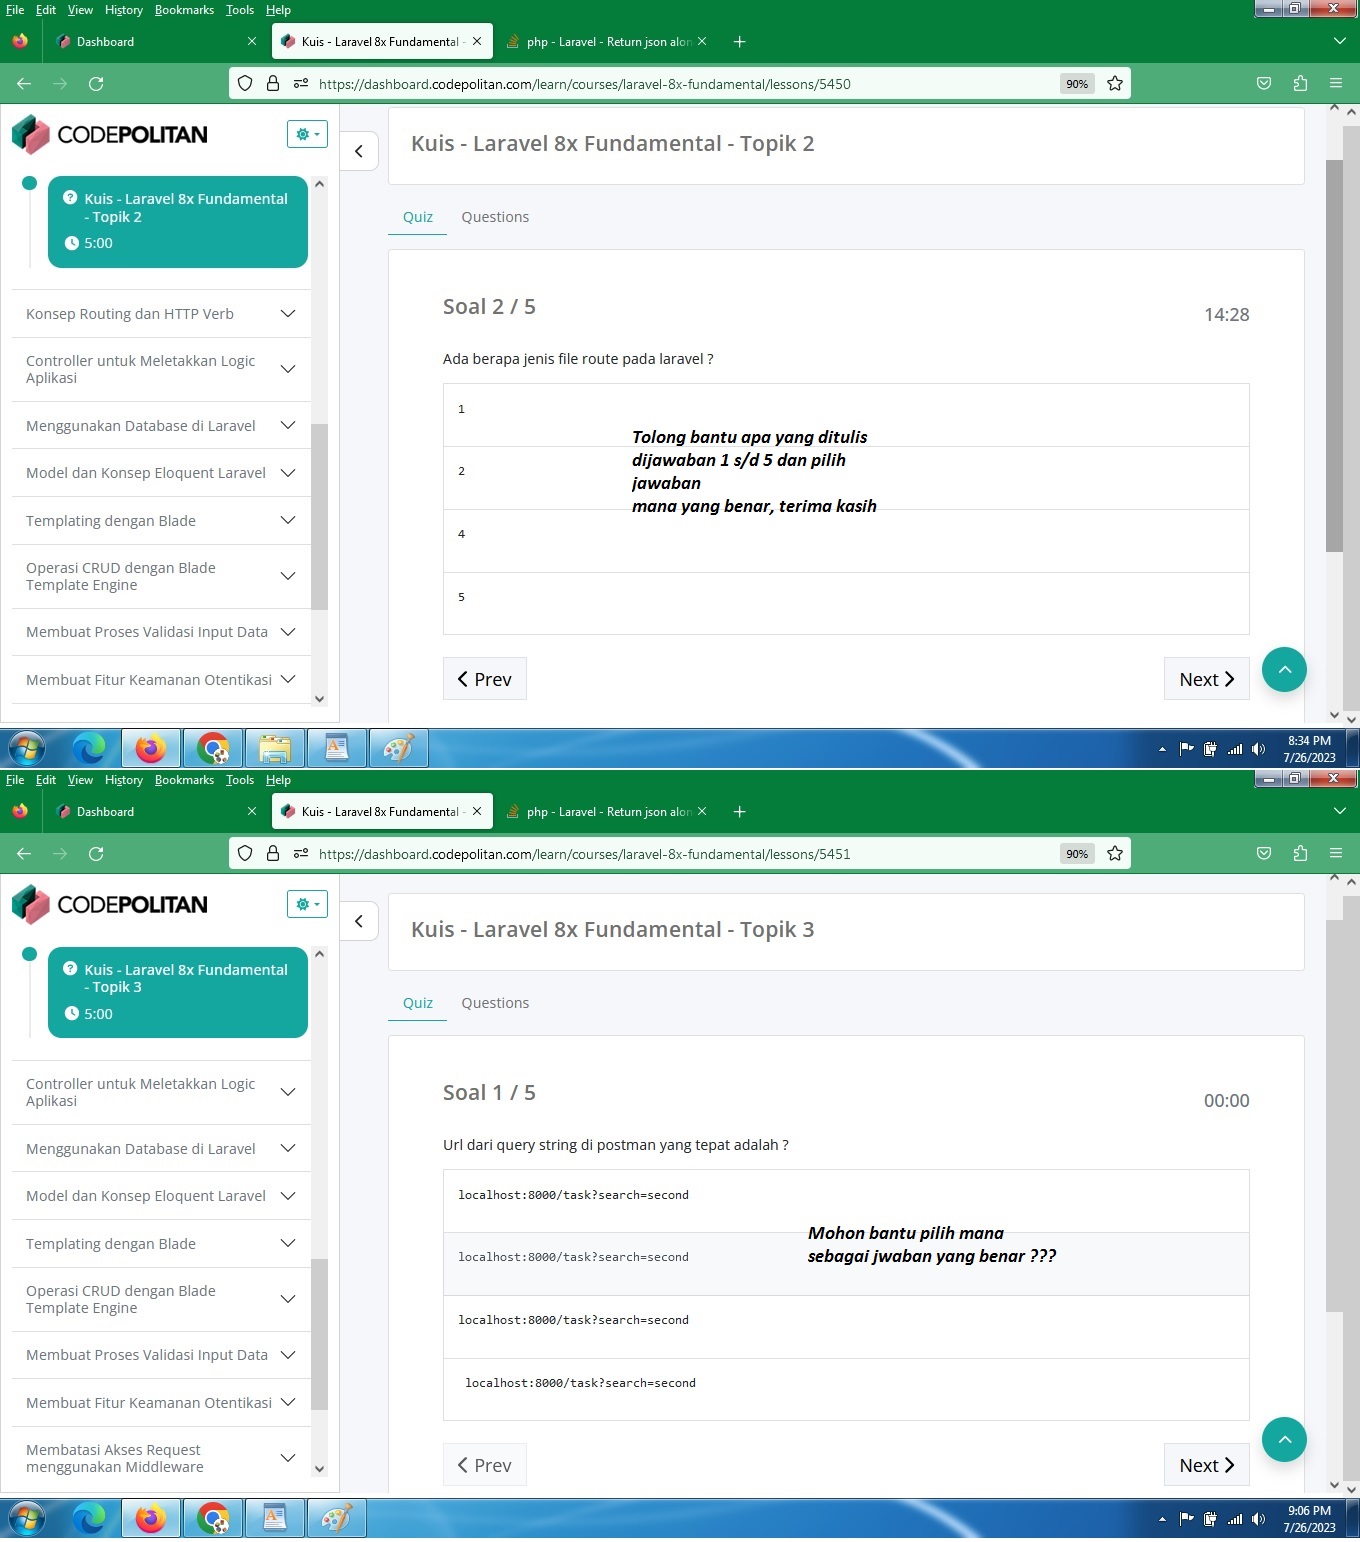 File Edit View History Bookmarks Tools Help
Dashboard
Kuis - Laravel 8x Fundamental -
php - Laravel - Return json alon
https://dashboard.codepolitan.com/learn/courses/laravel-8x-fundamental/lessons/5450
90%
CODEPOLITAN
Kuis - Laravel 8x Fundamental
- Topik 2
5:00
Konsep Routing dan HTTP Verb
Controller untuk Meletakkan Logic
Aplikasi
Menggunakan Database di Laravel
Model dan Konsep Eloquent Laravel
Templating dengan Blade
Operasi CRUD dengan Blade
Template Engine
Membuat Proses Validasi Input Data
Membuat Fitur Keamanan Otentikasi
Kuis - Laravel 8x Fundamental - Topik 2
Quiz Questions
Soal 2 / 5
14:28
Ada berapa jenis file route pada laravel ?
1
2
4
5
Tolong bantu apa yang ditulis
dijawaban 1 s/d 5 dan pilih
jawaban
mana yang benar, terima kasih
Prev
Next
8:34 PM
7/26/2023
File Edit View History Bookmarks Tools Help
Dashboard
Kuis - Laravel 8x Fundamental -
php - Laravel - Return json alon
https://dashboard.codepolitan.com/learn/courses/laravel-8x-fundamental/lessons/5451
90%
CODEPOLITAN
Kuis - Laravel 8x Fundamental
- Topik 3
5:00
Controller untuk Meletakkan Logic
Aplikasi
Menggunakan Database di Laravel
Model dan Konsep Eloquent Laravel
Templating dengan Blade
Operasi CRUD dengan Blade
Template Engine
Membuat Proses Validasi Input Data
Membuat Fitur Keamanan Otentikasi
Membatasi Akses Request
menggunakan Middleware
Kuis - Laravel 8x Fundamental - Topik 3
Quiz Questions
Soal 1 / 5
00:00
Url dari query string di postman yang tepat adalah ?
localhost:8000/task?search=second
localhost:8000/task?search=second
localhost:8000/task?search=second
localhost:8000/task?search=second
Mohon bantu pilih mana
sebagai jwaban yang benar ???
Prev
Next
9:06 PM
7/26/2023